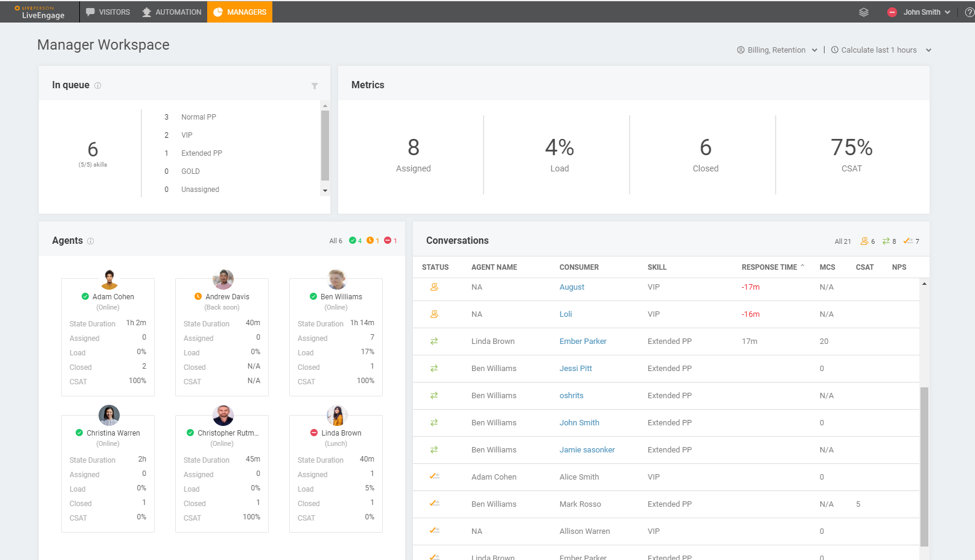 LIVEPERSON
LiveEngage
VISITORS AUTOMATION MANAGERS John Smith
Manager Workspace
Billing, Retention | Calculate last 1 hours
In queue
6
(5/5) skills
3 Normal PP
2 VIP
1 Extended PP
0 GOLD
0 Unassigned
Metrics
8 4% 6 75%
Assigned Load Closed CSAT
Agents All 6 4 1 1
Adam Cohen
(Online)
State Duration 1h 2m
Assigned 0
Load 0%
Closed 2
CSAT 100%
Andrew Davis
(Back soon)
State Duration 40m
Assigned 0
Load 0%
Closed N/A
CSAT N/A
Ben Williams
(Online)
State Duration 1h 14m
Assigned 7
Load 17%
Closed 1
CSAT 100%
Christina Warren
(Online)
State Duration 2h
Assigned 0
Load 0%
Closed 1
CSAT 0%
Christopher Rutm...
(Online)
State Duration 45m
Assigned 0
Load 0%
Closed 1
CSAT 100%
Linda Brown
(Lunch)
State Duration 40m
Assigned 1
Load 5%
Closed 1
CSAT 0%
Conversations All 21 6 8 7
STATUS AGENT NAME CONSUMER SKILL RESPONSE TIME MCS CSAT NPS
NA August VIP -17m N/A
NA Loli VIP -16m N/A
Linda Brown Ember Parker Extended PP 17m 20
Ben Williams Jessi Pitt Extended PP 0
Ben Williams oshrits Extended PP N/A
Ben Williams John Smith Extended PP 0
Ben Williams Jamie sasonker Extended PP N/A
Adam Cohen Alice Smith VIP 0
Ben Williams Mark Rosso Extended PP N/A 5
NA Allison Warren VIP 0
Linda Brown Ember Parker Extended PP 0